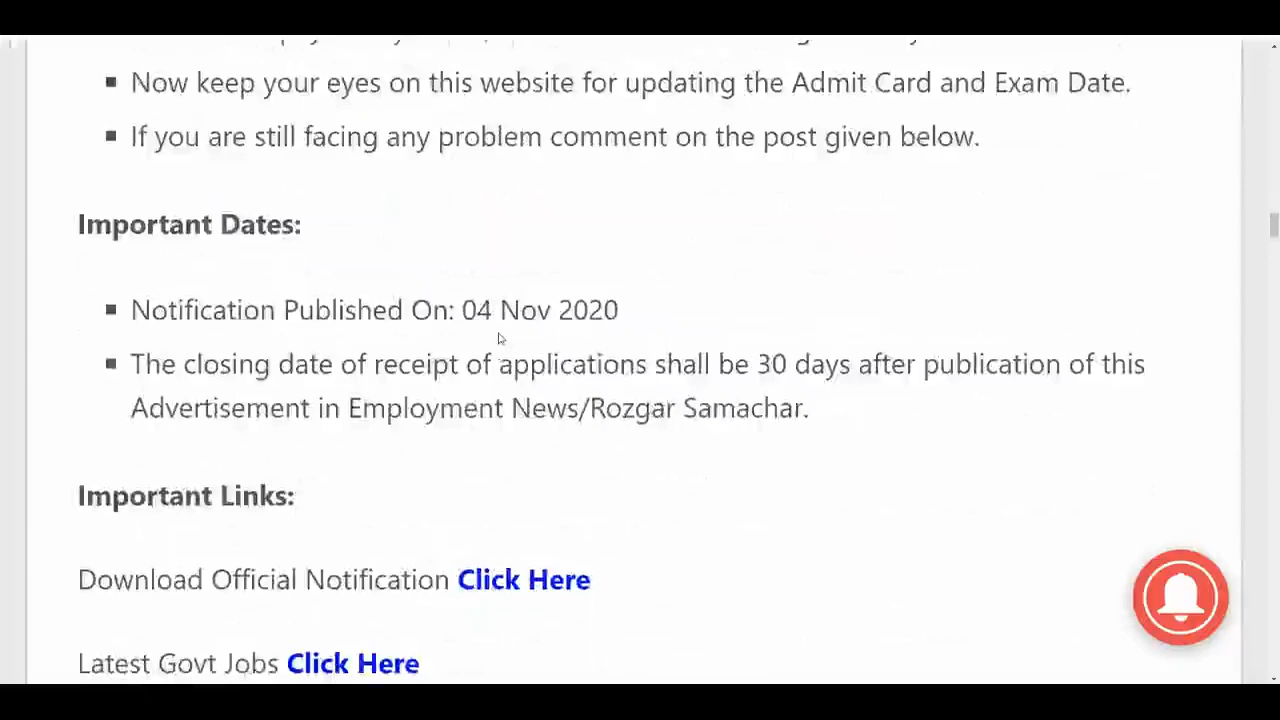 Now keep your eyes on this website for updating the Admit Card and Exam Date.
If you are still facing any problem comment on the post given below.
Important Dates:
Notification Published On: 04 Nov 2020
The closing date of receipt of applications shall be 30 days after publication of this
Advertisement in Employment News/Rozgar Samachar.
Important Links:
Download Official Notification Click Here
Latest Govt Jobs Click Here